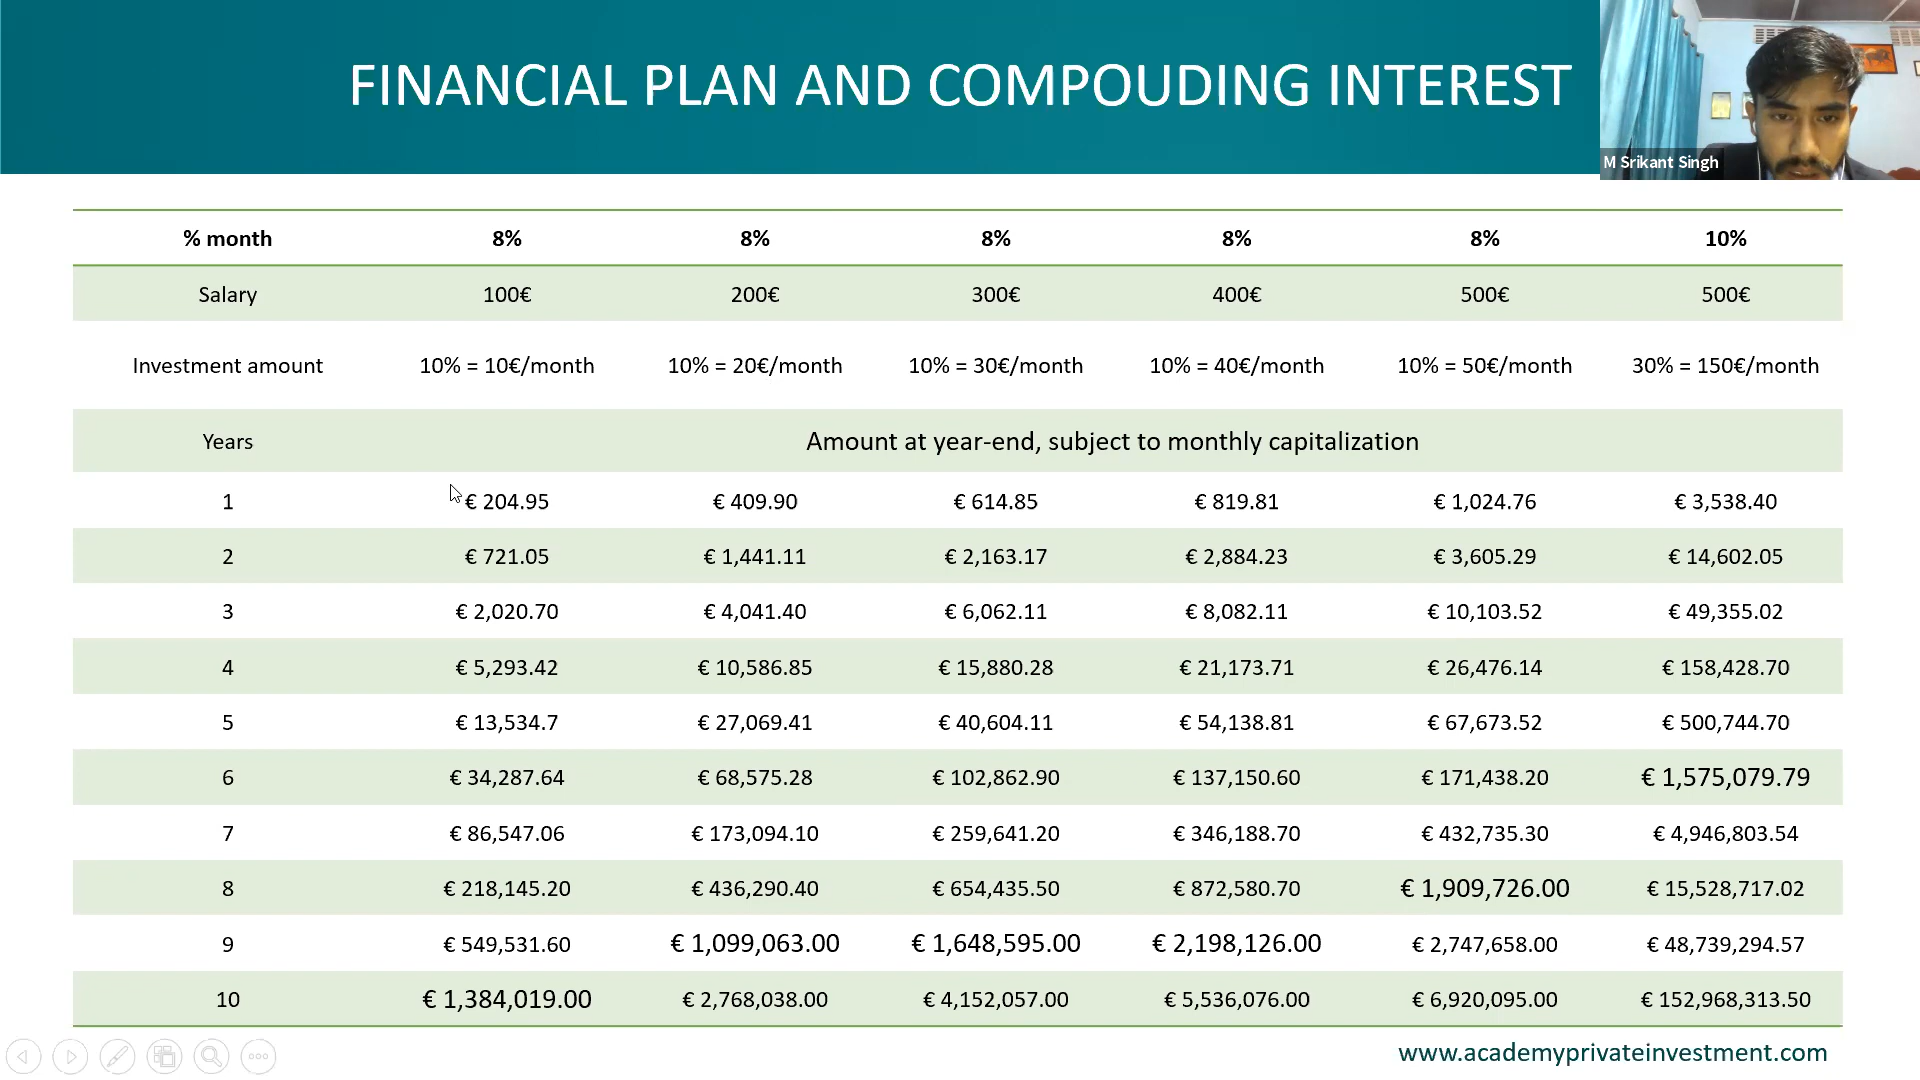 FINANCIAL PLAN AND COMPOUDING INTEREST
M Srikant Singh
% month 8% 8% 8% 8% 8% 10%
Salary 100€ 200€ 300€ 400€ 500€ 500€
Investment amount 10% = 10€/month 10% = 20€/month 10% = 30€/month 10% = 40€/month 10% = 50€/month 30% = 150€/month
Years Amount at year-end, subject to monthly capitalization
1 € 204.95 € 409.90 € 614.85 € 819.81 € 1,024.76 € 3,538.40
2 € 721.05 € 1,441.11 € 2,163.17 € 2,884.23 € 3,605.29 € 14,602.05
3 € 2,020.70 € 4,041.40 € 6,062.11 € 8,082.11 € 10,103.52 € 49,355.02
4 € 5,293.42 € 10,586.85 € 15,880.28 € 21,173.71 € 26,476.14 € 158,428.70
5 € 13,534.7 € 27,069.41 € 40,604.11 € 54,138.81 € 67,673.52 € 500,744.70
6 € 34,287.64 € 68,575.28 € 102,862.90 € 137,150.60 € 171,438.20 € 1,575,079.79
7 € 86,547.06 € 173,094.10 € 259,641.20 € 346,188.70 € 432,735.30 € 4,946,803.54
8 € 218,145.20 € 436,290.40 € 654,435.50 € 872,580.70 € 1,909,726.00 € 15,528,717.02
9 € 549,531.60 € 1,099,063.00 € 1,648,595.00 € 2,198,126.00 € 2,747,658.00 € 48,739,294.57
10 € 1,384,019.00 € 2,768,038.00 € 4,152,057.00 € 5,536,076.00 € 6,920,095.00 € 152,968,313.50
www.academyprivateinvestment.com